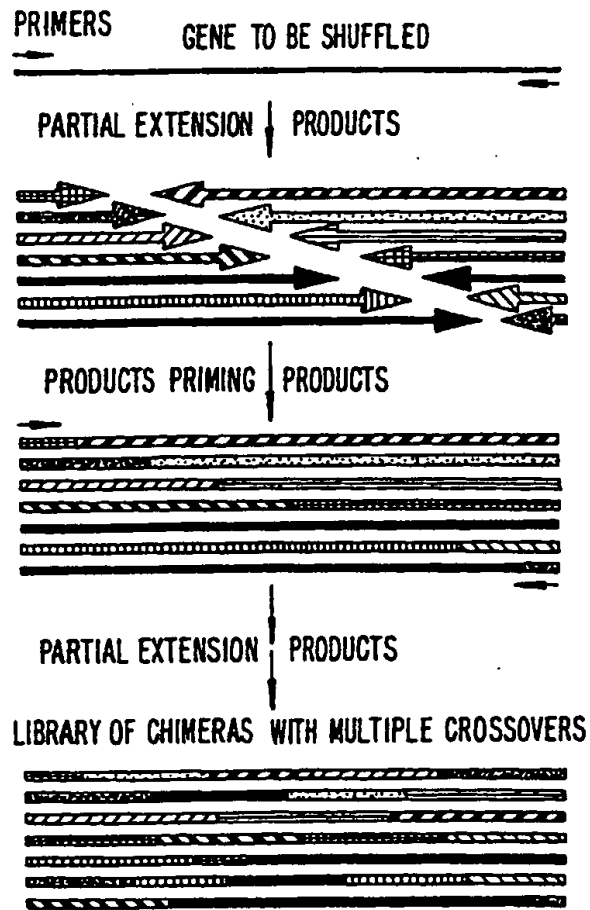 PRIMERS
GENE TO BE SHUFFLED
PARTIAL EXTENSION PRODUCTS
PRODUCTS PRIMING PRODUCTS
PARTIAL EXTENSION PRODUCTS
LIBRARY OF CHIMERAS WITH MULTIPLE CROSSOVERS